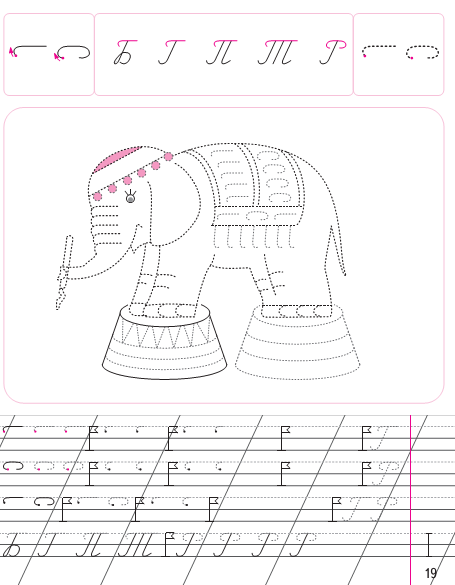 Б Г П Т Р
Г
Р
Г Р
Б Г П Т
19